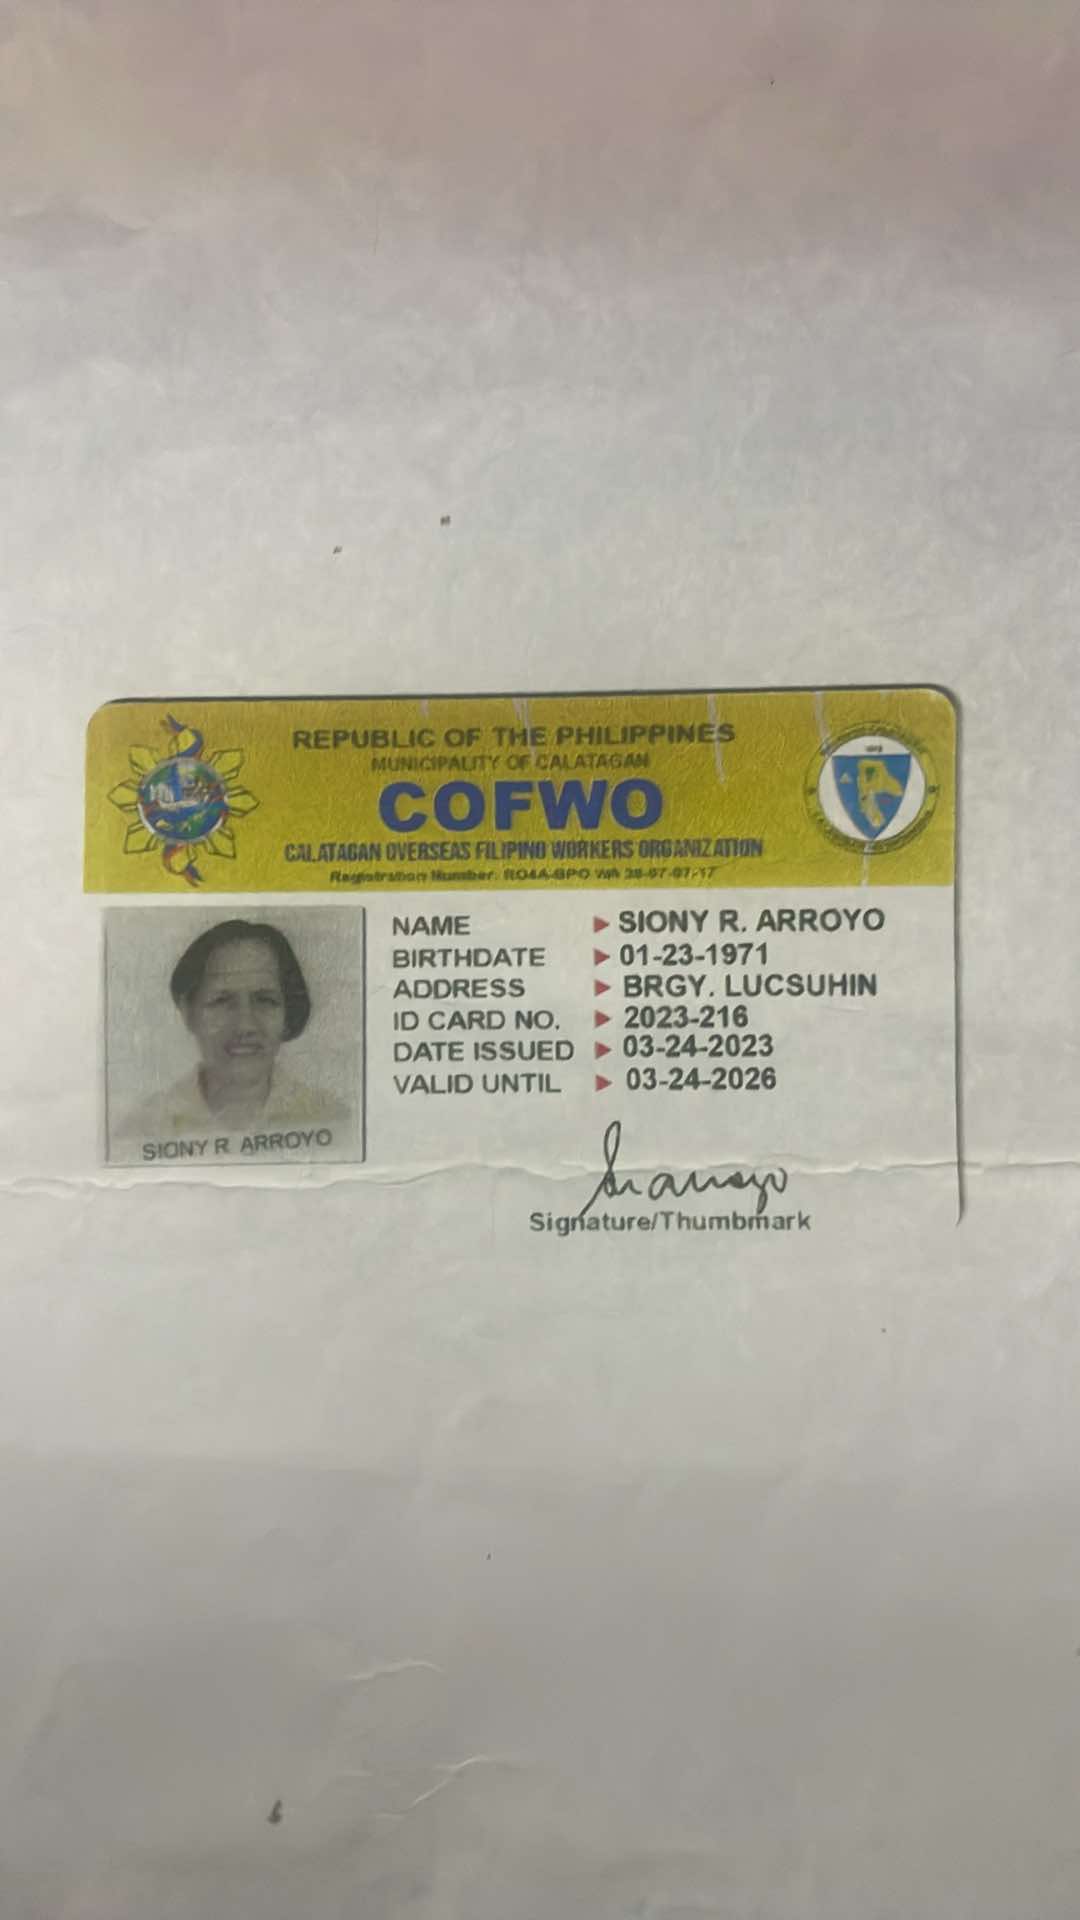 REPUBLIC OF THE PHILIPPINES
MUNICIPALITY OF CALATAGAN
COFWO
CALATAGAN OVERSEAS FILIPINO WORKERS ORGANIZATION
Registration Number:
NAME SIONY R. ARROYO
BIRTHDATE 01-23-1971
ADDRESS BRGY. LUCSUHIN
ID CARD NO. 2023-216
DATE ISSUED 03-24-2023
VALID UNTIL 03-24-2026
SIONY R. ARROYO
Signature/Thumbmark